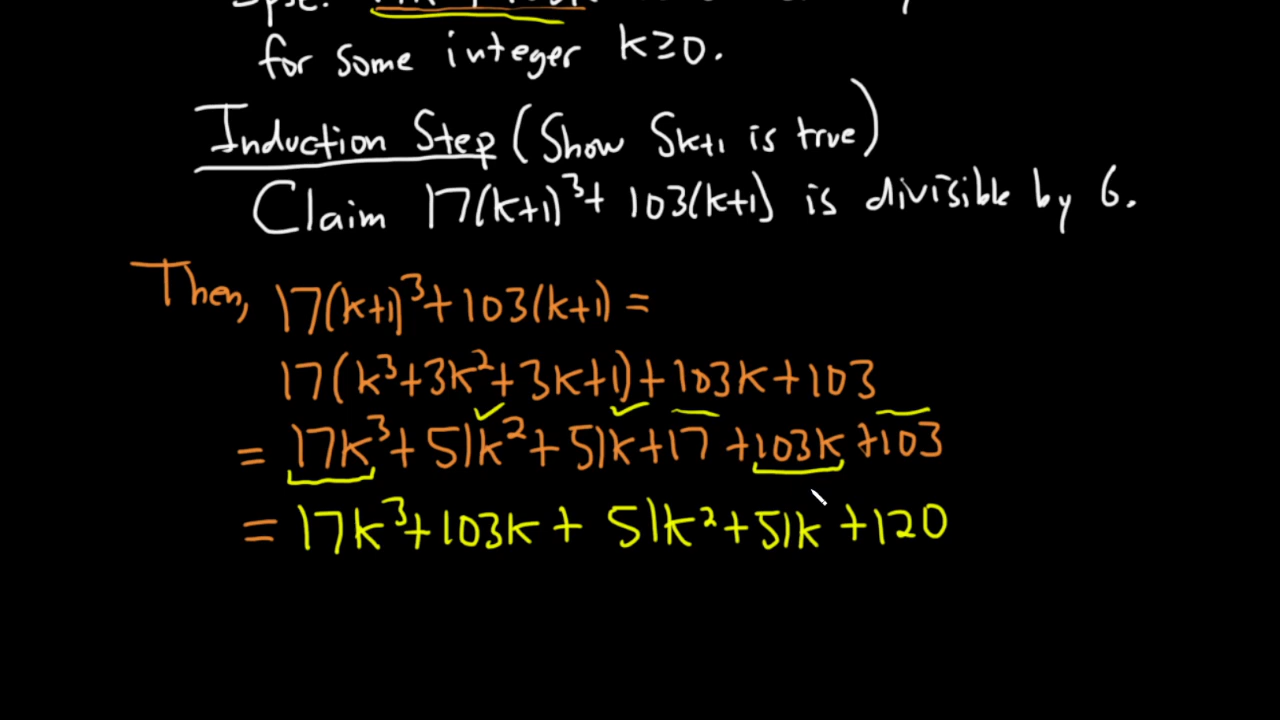 for some integer k≥0.
Induction Step (Show Sk+1 is true)
Claim 17(k+1)³+ 103(k+1) is divisible by 6.
Then, 17(k+1)³+103(k+1) =
17(k³+3k²+3k+1)+103k+103
= 17k³+51k²+51k+17+103k+103
= 17k³+103k+ 51k²+51k+120